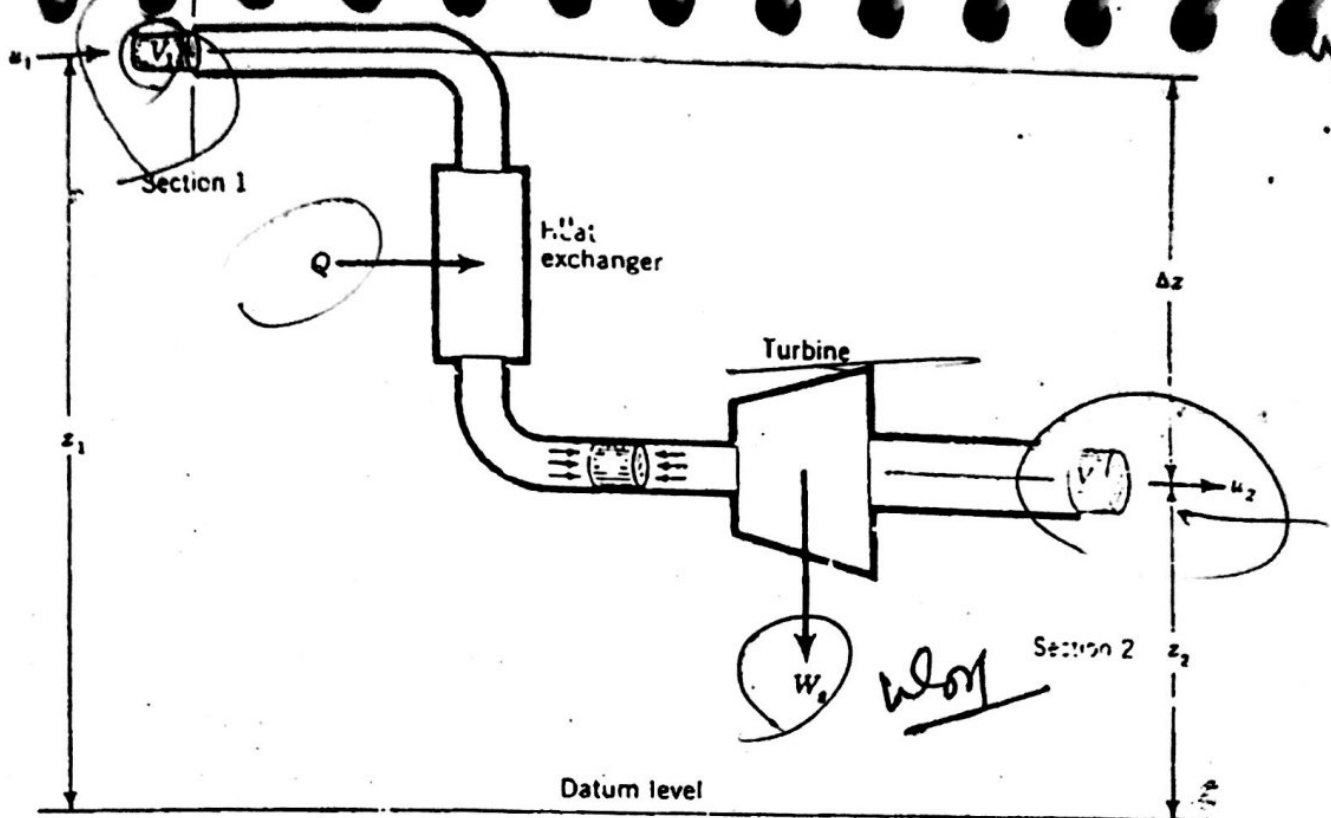 u₁
V₁
Section 1
Q
Heat
exchanger
Δz
Turbine
z₁
V
u₂
Wₛ
Section 2
z₂
Datum level